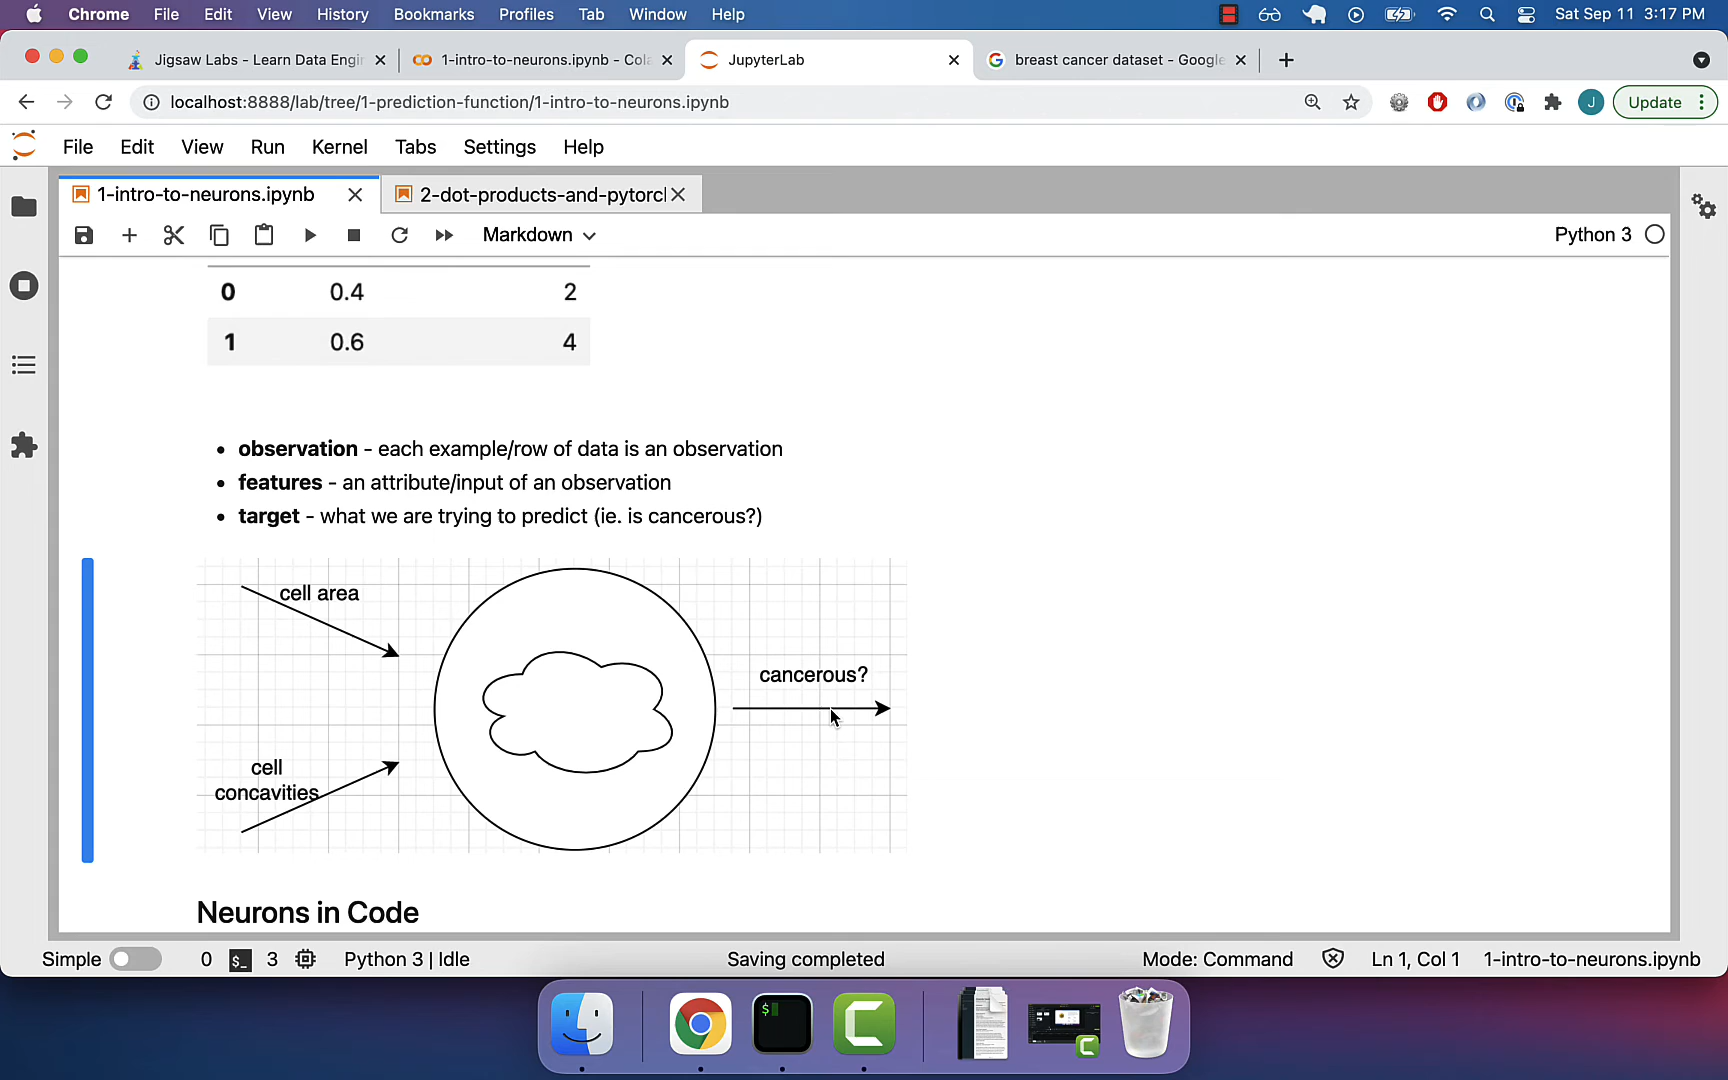 Chrome File Edit View History Bookmarks Profiles Tab Window Help Sat Sep 11 3:17 PM
Jigsaw Labs - Learn Data Engi 1-intro-to-neurons.ipynb - Cola JupyterLab breast cancer dataset - Google
localhost:8888/lab/tree/1-prediction-function/1-intro-to-neurons.ipynb J Update
File Edit View Run Kernel Tabs Settings Help
1-intro-to-neurons.ipynb 2-dot-products-and-pytorcl
Markdown Python 3
0 0.4 2
1 0.6 4
• observation - each example/row of data is an observation
• features - an attribute/input of an observation
• target - what we are trying to predict (ie. is cancerous?)
cell area
cancerous?
cell
concavities
Neurons in Code
Simple 0 $_ 3 Python 3 | Idle Saving completed Mode: Command Ln 1, Col 1 1-intro-to-neurons.ipynb
$